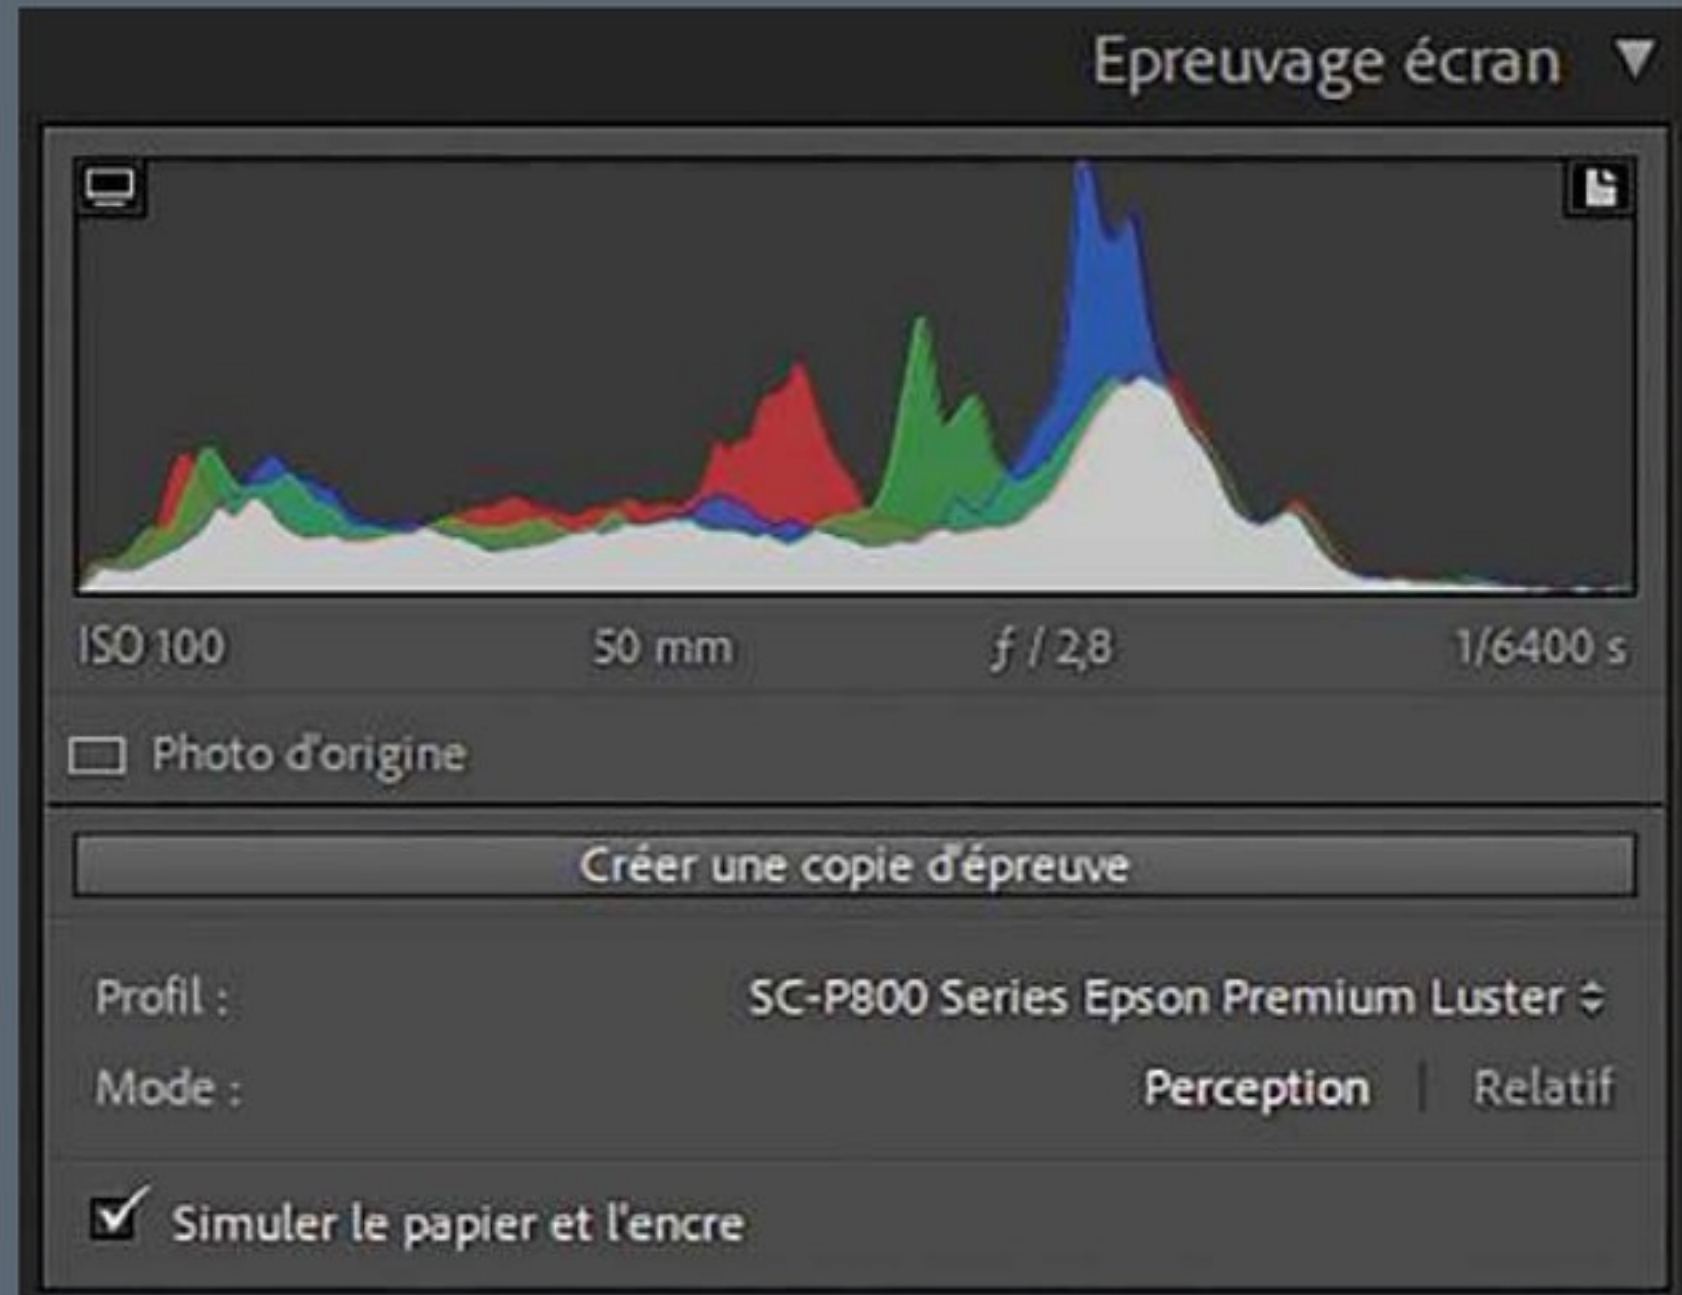 Epreuvage écran
ISO 100 50 mm ƒ / 2,8 1/6400 s
Photo d'origine
Créer une copie d'épreuve
Profil : SC-P800 Series Epson Premium Luster
Mode : Perception | Relatif
Simuler le papier et l'encre